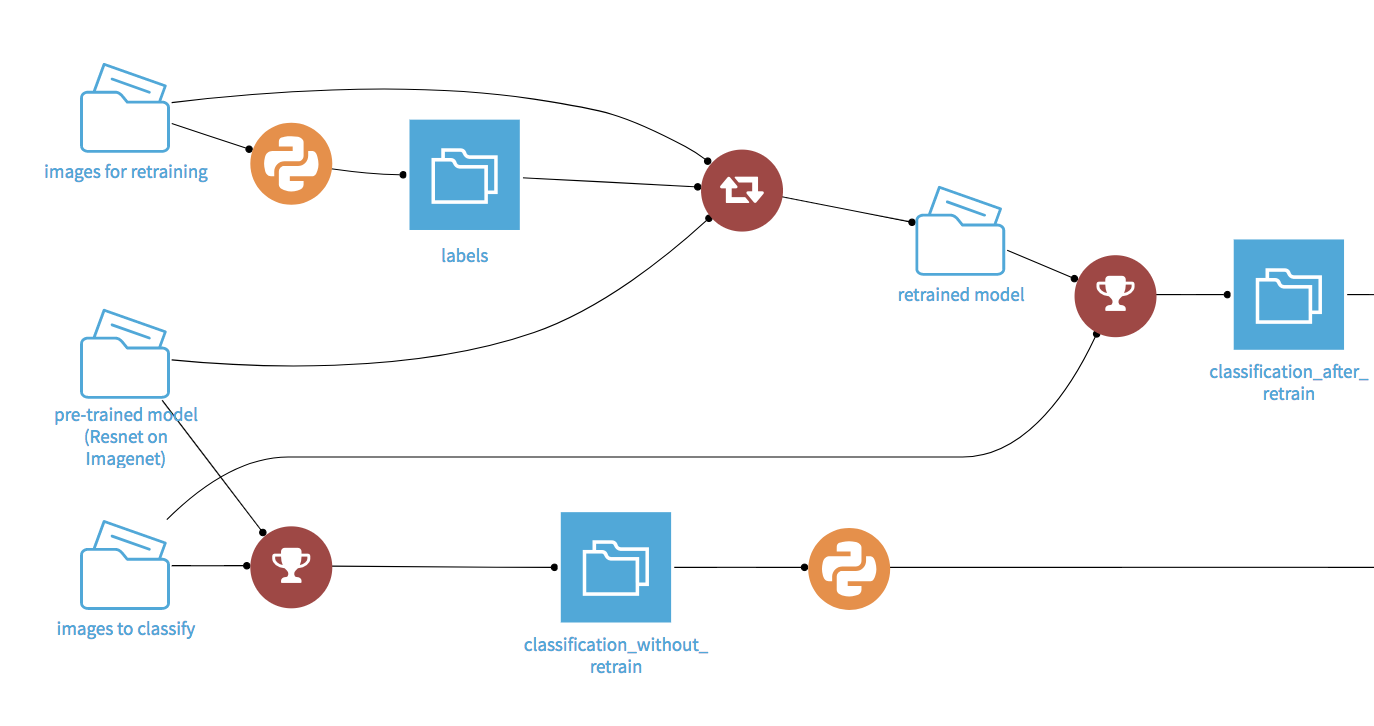 images for retraining
labels
retrained model
classification_after_
retrain
pre-trained model
(Resnet on
Imagenet)
images to classify
classification_without_
retrain